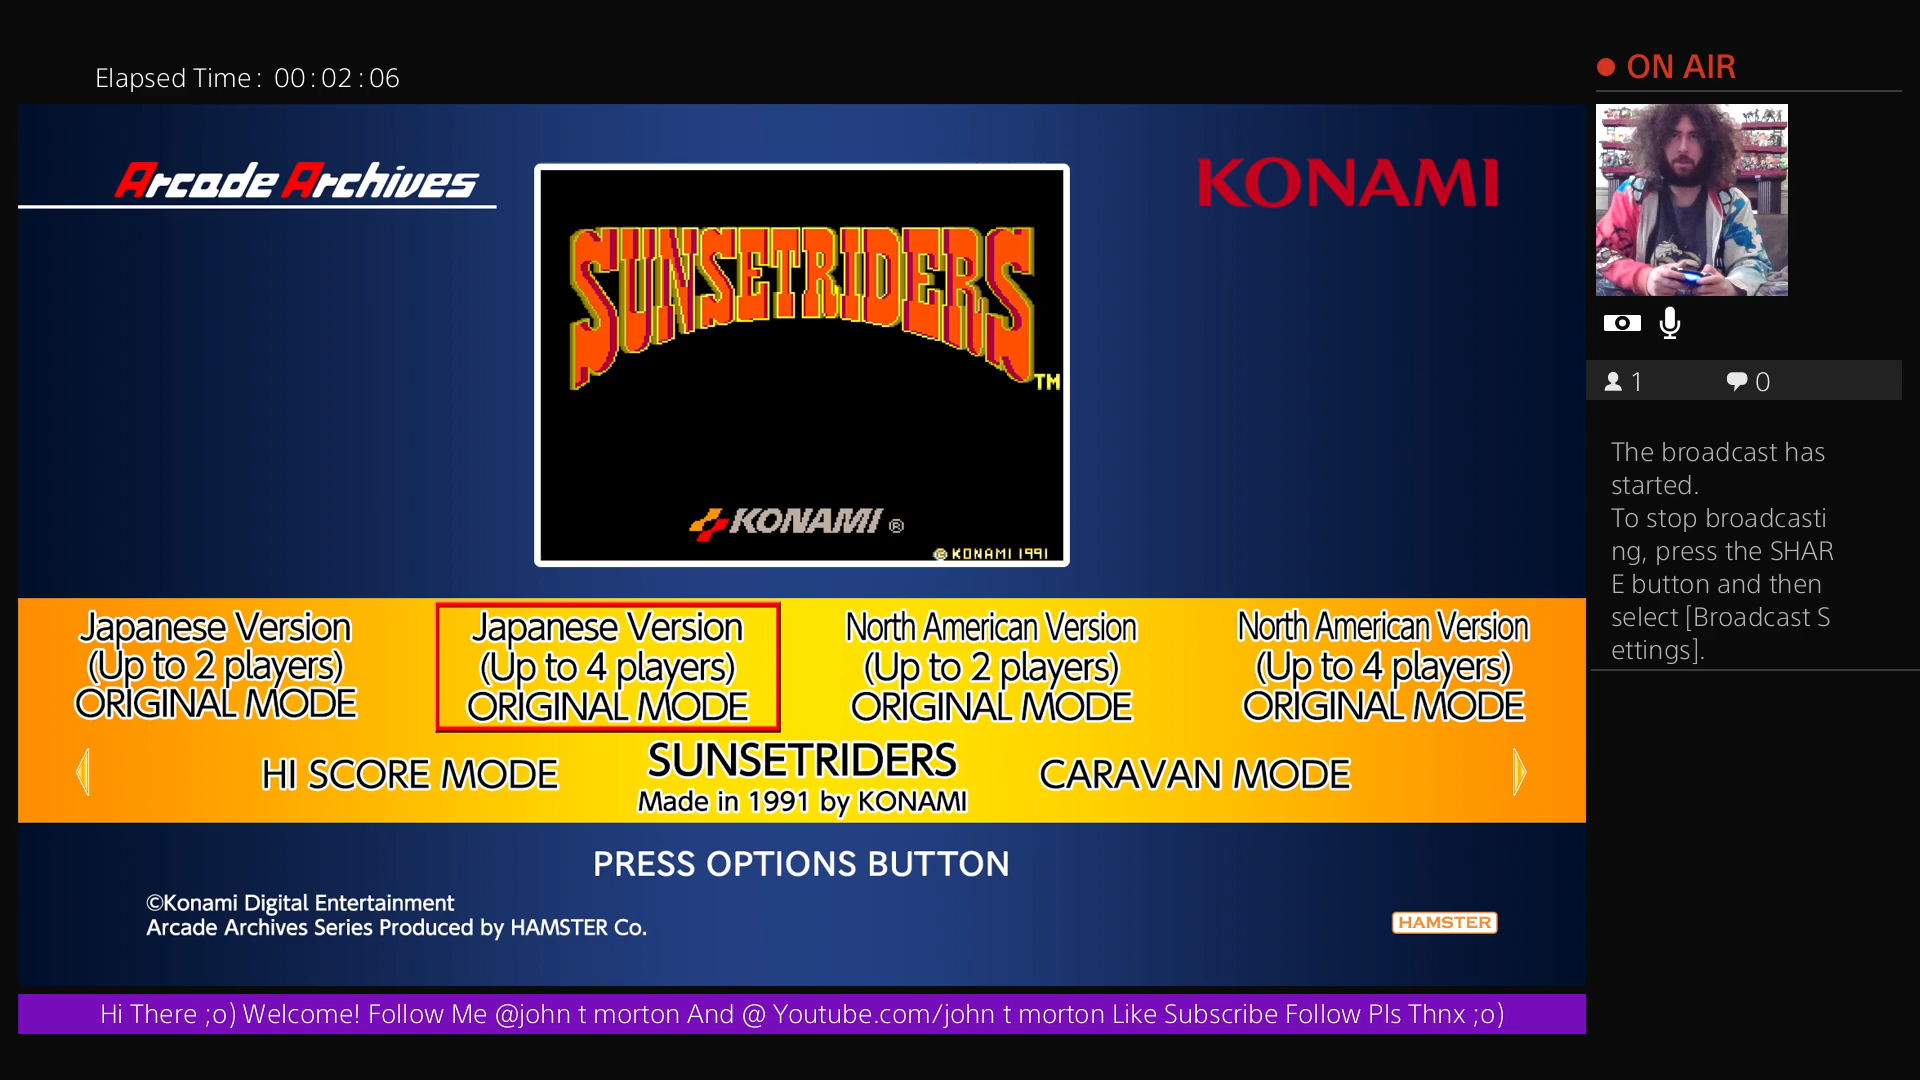 Elapsed Time: 00:02:06
ON AIR
Arcade Archives
KONAMI
SUNSETRIDERS
TM
KONAMI ®
© KONAMI 1991
1 0
The broadcast has
started.
To stop broadcasti
ng, press the SHAR
E button and then
select [Broadcast S
ettings].
Japanese Version
(Up to 2 players)
ORIGINAL MODE
Japanese Version
(Up to 4 players)
ORIGINAL MODE
North American Version
(Up to 2 players)
ORIGINAL MODE
North American Version
(Up to 4 players)
ORIGINAL MODE
HI SCORE MODE
SUNSETRIDERS
Made in 1991 by KONAMI
CARAVAN MODE
PRESS OPTIONS BUTTON
©Konami Digital Entertainment
Arcade Archives Series Produced by HAMSTER Co.
HAMSTER
Hi There ;o) Welcome! Follow Me @john t morton And @ Youtube.com/john t morton Like Subscribe Follow Pls Thnx ;o)